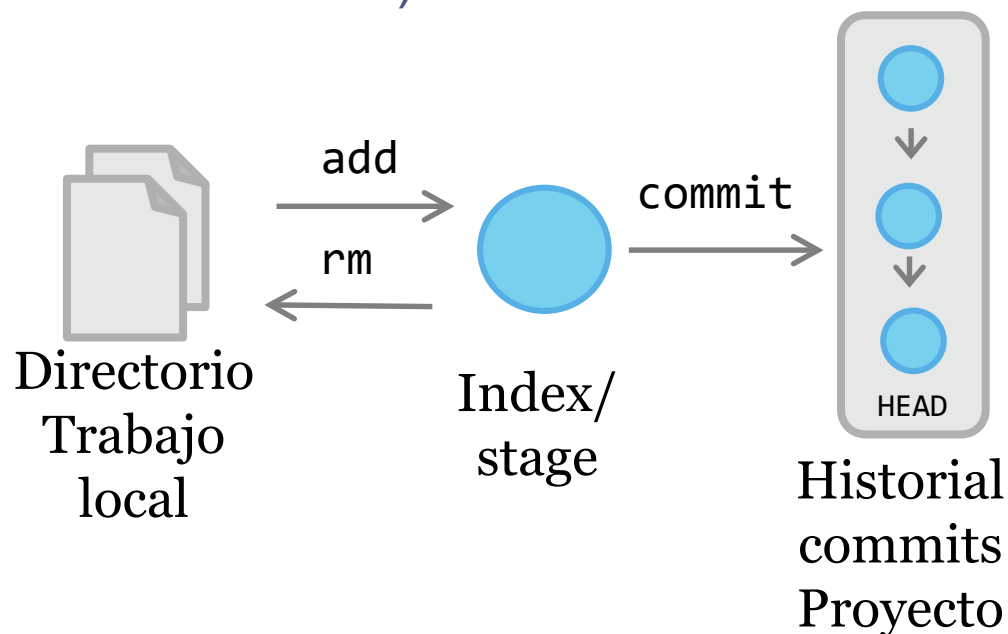 add
rm
commit
HEAD
Directorio
Trabajo
local
Index/
stage
Historial
commits
Proyecto